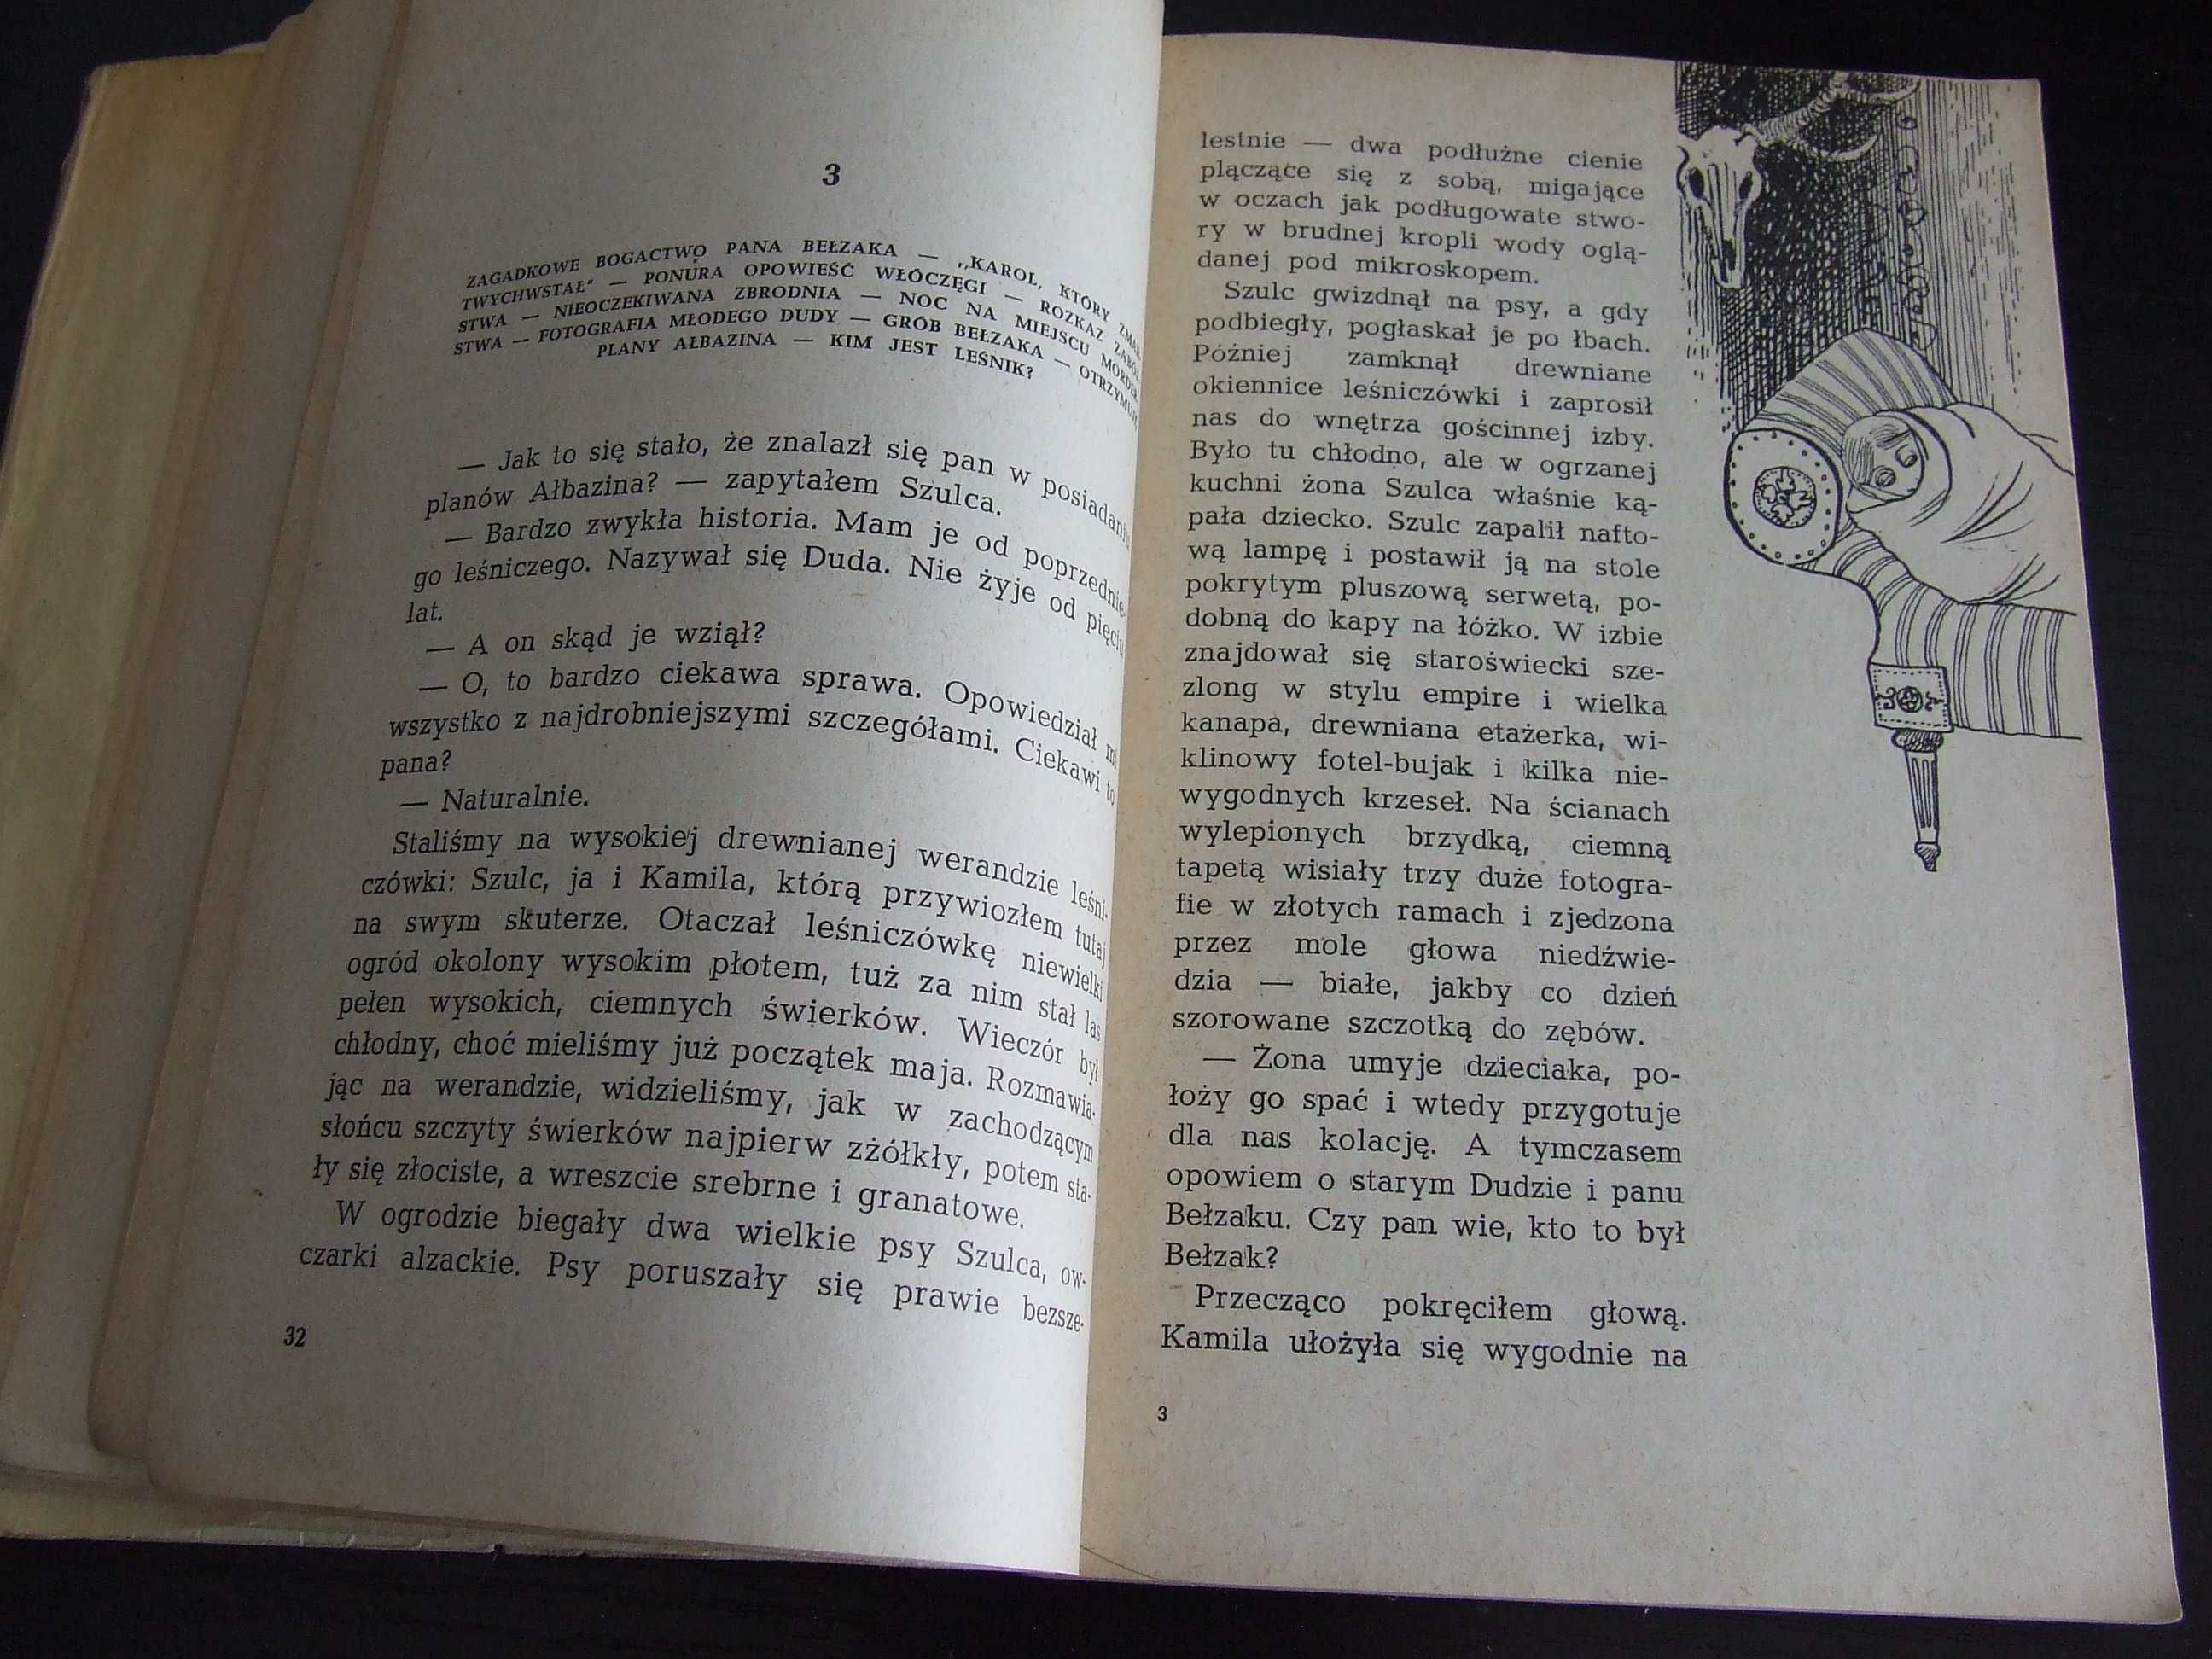 3
ZAGADKOWE BOGACTWO PANA BEŁZAKA — „KAROL, KTÓRY ZMAR-
TWYCHWSTAŁ" — PONURA OPOWIEŚĆ WŁÓCZĘGI — ROZKAZ ZABÓJ-
STWA — NIEOCZEKIWANA ZBRODNIA — NOC NA MIEJSCU MORDER-
STWA — FOTOGRAFIA MŁODEGO DUDY — GRÓB BEŁZAKA — OTRZYMUJĘ
PLANY AŁBAZINA — KIM JEST LEŚNIK?
— Jak to się stało, że znalazł się pan w posiadaniu
planów Ałbazina? — zapytałem Szulca.
— Bardzo zwykła historia. Mam je od poprzednie-
go leśniczego. Nazywał się Duda. Nie żyje od pięciu
lat.
— A on skąd je wziął?
— O, to bardzo ciekawa sprawa. Opowiedział mi
wszystko z najdrobniejszymi szczegółami. Ciekawi to
pana?
— Naturalnie.
Staliśmy na wysokiej drewnianej werandzie leśni-
czówki: Szulc, ja i Kamila, którą przywiozłem tutaj
na swym skuterze. Otaczał leśniczówkę niewielki
ogród okolony wysokim płotem, tuż za nim stał las
pełen wysokich, ciemnych świerków. Wieczór był
chłodny, choć mieliśmy już początek maja. Rozmawia-
jąc na werandzie, widzieliśmy, jak w zachodzącym
słońcu szczyty świerków najpierw zżółkły, potem sta-
ły się złociste, a wreszcie srebrne i granatowe.
W ogrodzie biegały dwa wielkie psy Szulca, ow-
czarki alzackie. Psy poruszały się prawie bezsze-
32
lestnie — dwa podłużne cienie
plączące się z sobą, migające
w oczach jak podługowate stwo-
ry w brudnej kropli wody oglą-
danej pod mikroskopem.
Szulc gwizdnął na psy, a gdy
podbiegły, pogłaskał je po łbach.
Później zamknął drewniane
okiennice leśniczówki i zaprosił
nas do wnętrza gościnnej izby.
Było tu chłodno, ale w ogrzanej
kuchni żona Szulca właśnie ką-
pała dziecko. Szulc zapalił nafto-
wą lampę i postawił ją na stole
pokrytym pluszową serwetą, po-
dobną do kapy na łóżko. W izbie
znajdował się staroświecki sze-
zlong w stylu empire i wielka
kanapa, drewniana etażerka, wi-
klinowy fotel-bujak i kilka nie-
wygodnych krzeseł. Na ścianach
wylepionych brzydką, ciemną
tapetą wisiały trzy duże fotogra-
fie w złotych ramach i zjedzona
przez mole głowa niedźwie-
dzia — białe, jakby co dzień
szorowane szczotką do zębów.
— Żona umyje dzieciaka, po-
łoży go spać i wtedy przygotuje
dla nas kolację. A tymczasem
opowiem o starym Dudzie i panu
Bełzaku. Czy pan wie, kto to był
Bełzak?
Przecząco pokręciłem głową.
Kamila ułożyła się wygodnie na
3